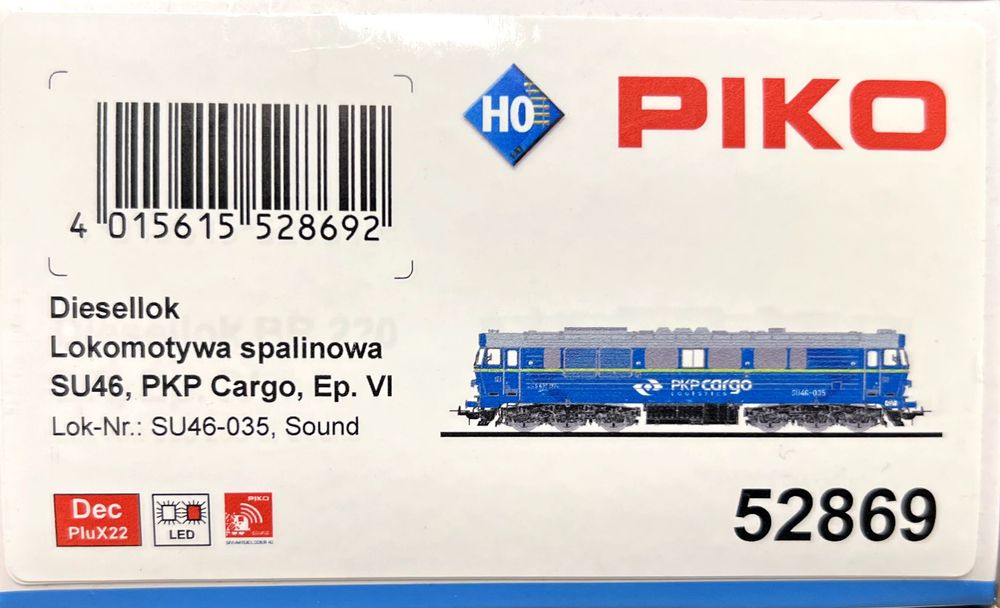 H0
PIKO
4 015615 528692
Diesellok
Lokomotywa spalinowa
SU46, PKP Cargo, Ep. VI
Lok-Nr.: SU46-035, Sound
PKP CARGO
LOGISTICS
SU46-035
Dec
PluX22
LED
PIKO
52869